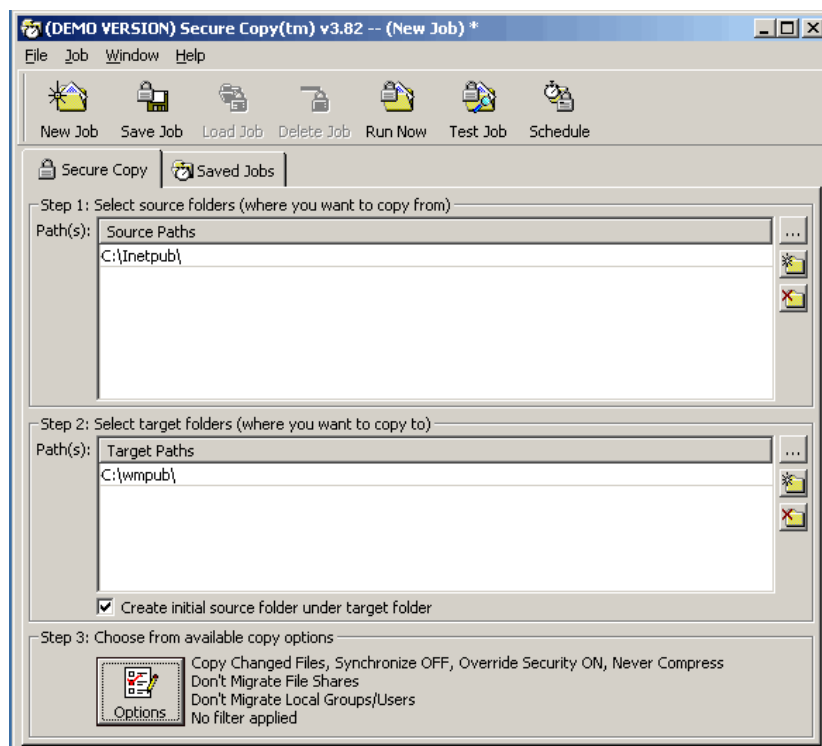 (DEMO VERSION) Secure Copy(tm) v3.82 -- (New Job) *
File Job Window Help
New Job Save Job Load Job Delete Job Run Now Test Job Schedule
Secure Copy Saved Jobs
Step 1: Select source folders (where you want to copy from)
Path(s): Source Paths ...
C:\Inetpub\
Step 2: Select target folders (where you want to copy to)
Path(s): Target Paths ...
C:\wmpub\
Create initial source folder under target folder
Step 3: Choose from available copy options
Copy Changed Files, Synchronize OFF, Override Security ON, Never Compress
Don't Migrate File Shares
Don't Migrate Local Groups/Users
Options No filter applied